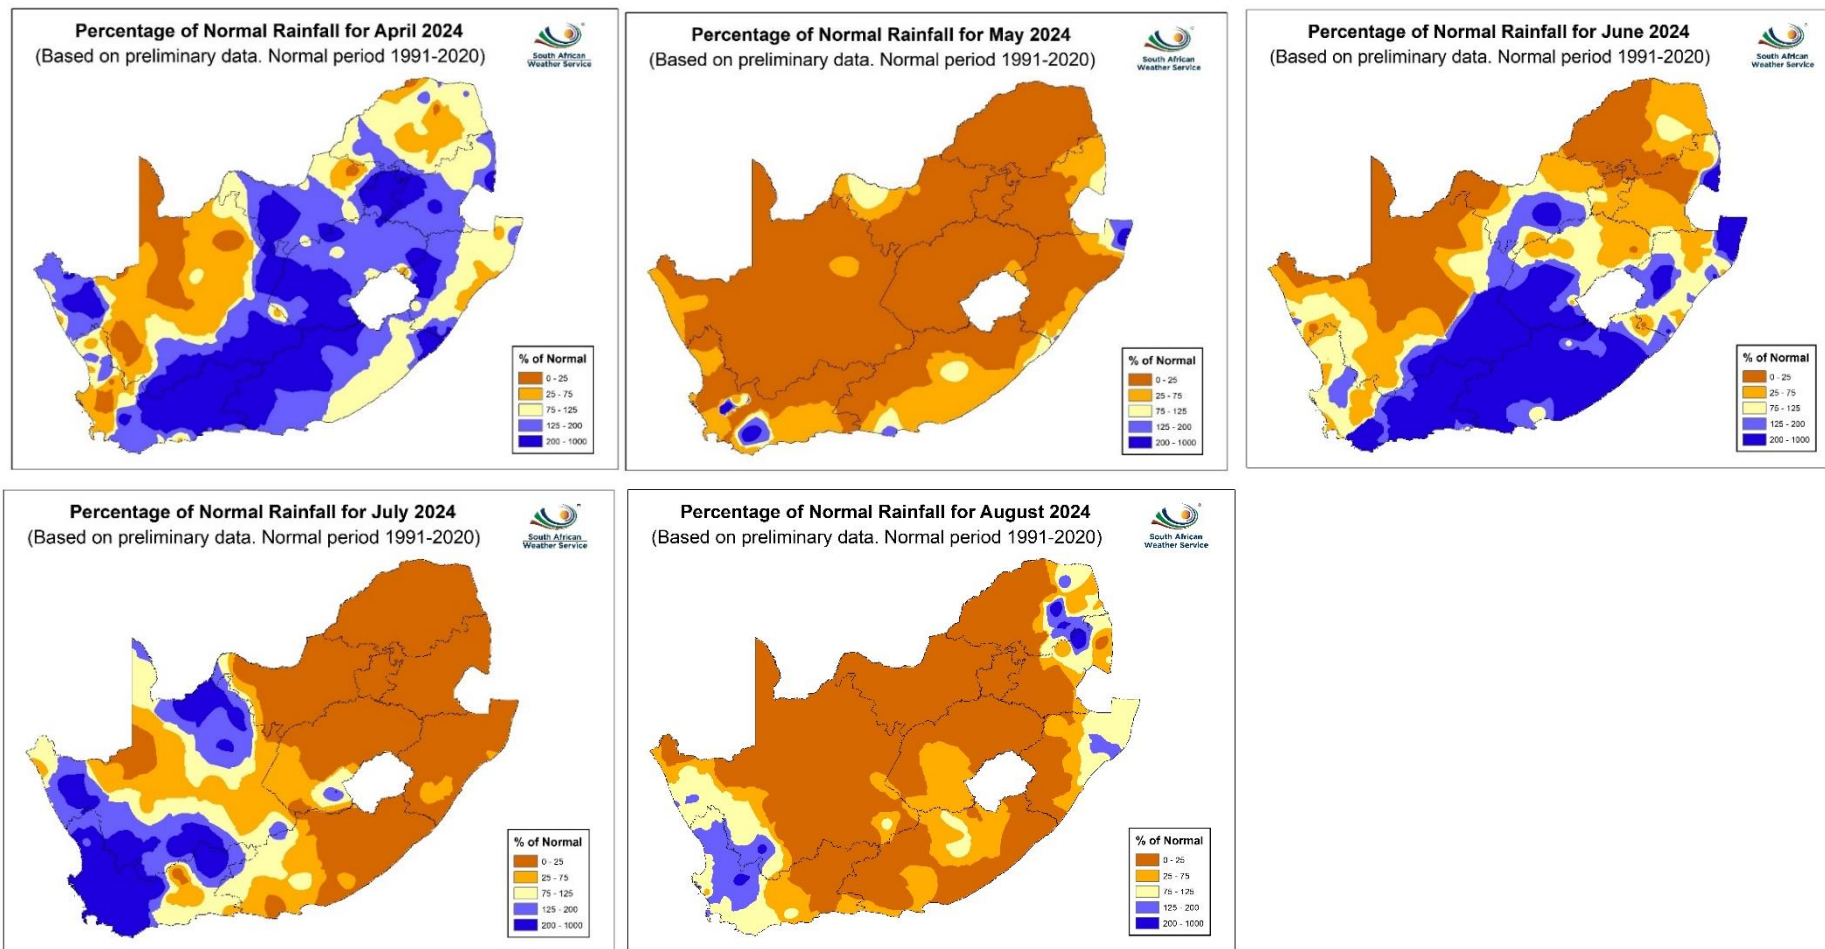 Percentage of Normal Rainfall for April 2024
(Based on preliminary data. Normal period 1991-2020)
South African
Weather Service
% of Normal
0 - 25
25 - 75
75 - 125
125 - 200
200 - 1000
Percentage of Normal Rainfall for May 2024
(Based on preliminary data. Normal period 1991-2020)
South African
Weather Service
% of Normal
0 - 25
25 - 75
75 - 125
125 - 200
200 - 1000
Percentage of Normal Rainfall for June 2024
(Based on preliminary data. Normal period 1991-2020)
South African
Weather Service
% of Normal
0 - 25
25 - 75
75 - 125
125 - 200
200 - 1000
Percentage of Normal Rainfall for July 2024
(Based on preliminary data. Normal period 1991-2020)
South African
Weather Service
% of Normal
0 - 25
25 - 75
75 - 125
125 - 200
200 - 1000
Percentage of Normal Rainfall for August 2024
(Based on preliminary data. Normal period 1991-2020)
South African
Weather Service
% of Normal
0 - 25
25 - 75
75 - 125
125 - 200
200 - 1000